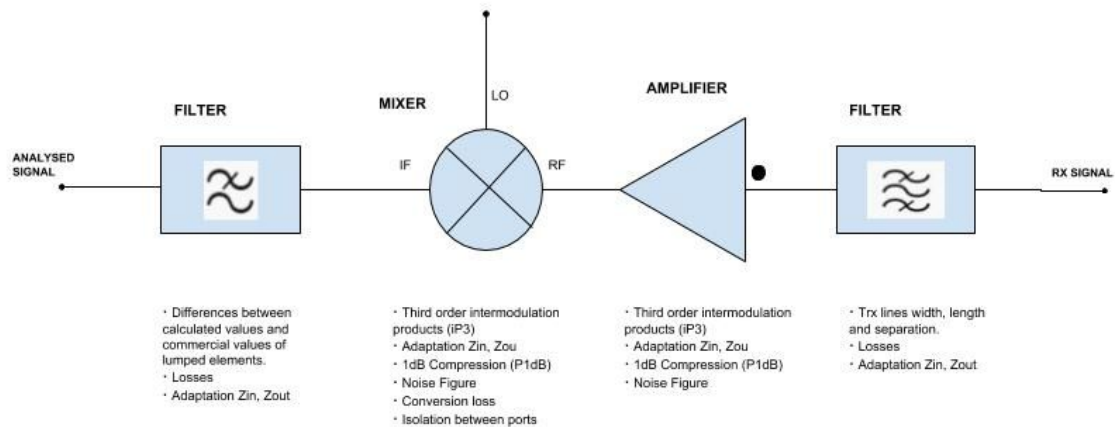 LO
AMPLIFIER
MIXER
FILTER
FILTER
ANALYSED
SIGNAL
IF
RF
RX SIGNAL
· Differences between
calculated values and
commercial values of
lumped elements.
· Losses
· Adaptation Zin, Zout
· Third order intermodulation
products (iP3)
· Adaptation Zin, Zou
· 1dB Compression (P1dB)
· Noise Figure
· Conversion loss
· Isolation between ports
· Third order intermodulation
products (iP3)
· Adaptation Zin, Zou
· 1dB Compression (P1dB)
· Noise Figure
· Trx lines width, length
and separation.
· Losses
· Adaptation Zin, Zout